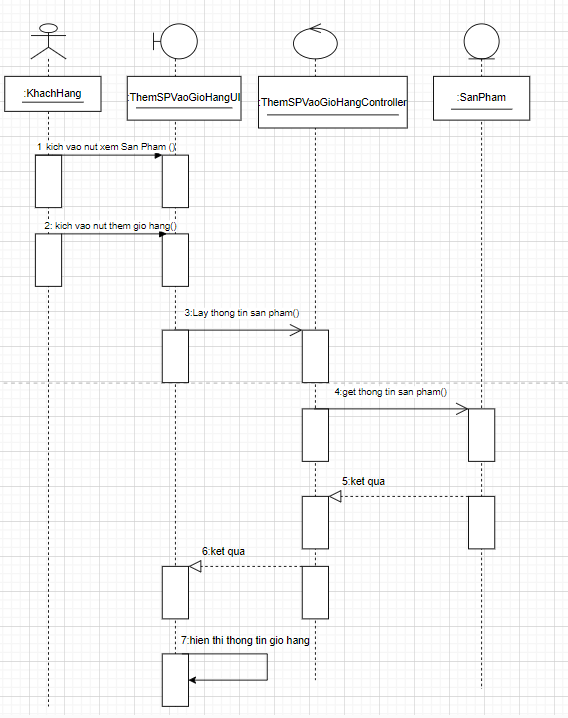 :KhachHang
:ThemSPVaoGioHangUI
:ThemSPVaoGioHangController
:SanPham
1 kich vao nut xem San Pham ()
2: kich vao nut them gio hang()
3:Lay thong tin san pham()
4:get thong tin san pham()
5:ket qua
6:ket qua
7:hien thi thong tin gio hang